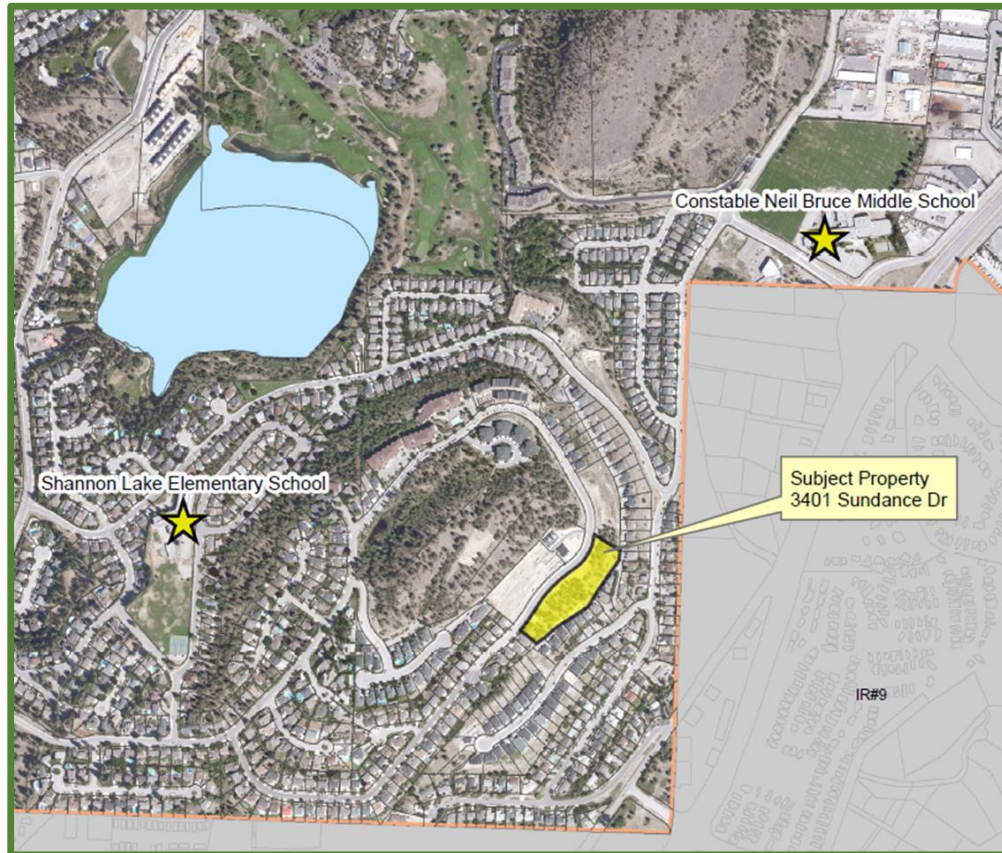 Constable Neil Bruce Middle School
Shannon Lake Elementary School
Subject Property
3401 Sundance Dr
IR#9